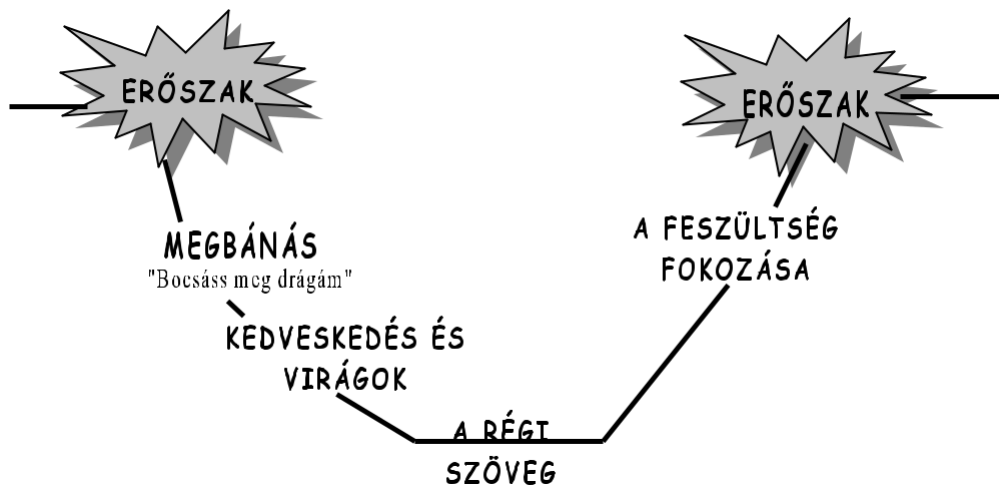 ERŐSZAK
MEGBÁNÁS
"Bocsáss meg drágám"
KEDVESKEDÉS ÉS
VIRÁGOK
A RÉGI
SZÖVEG
A FESZÜLTSÉG
FOKOZÁSA
ERŐSZAK